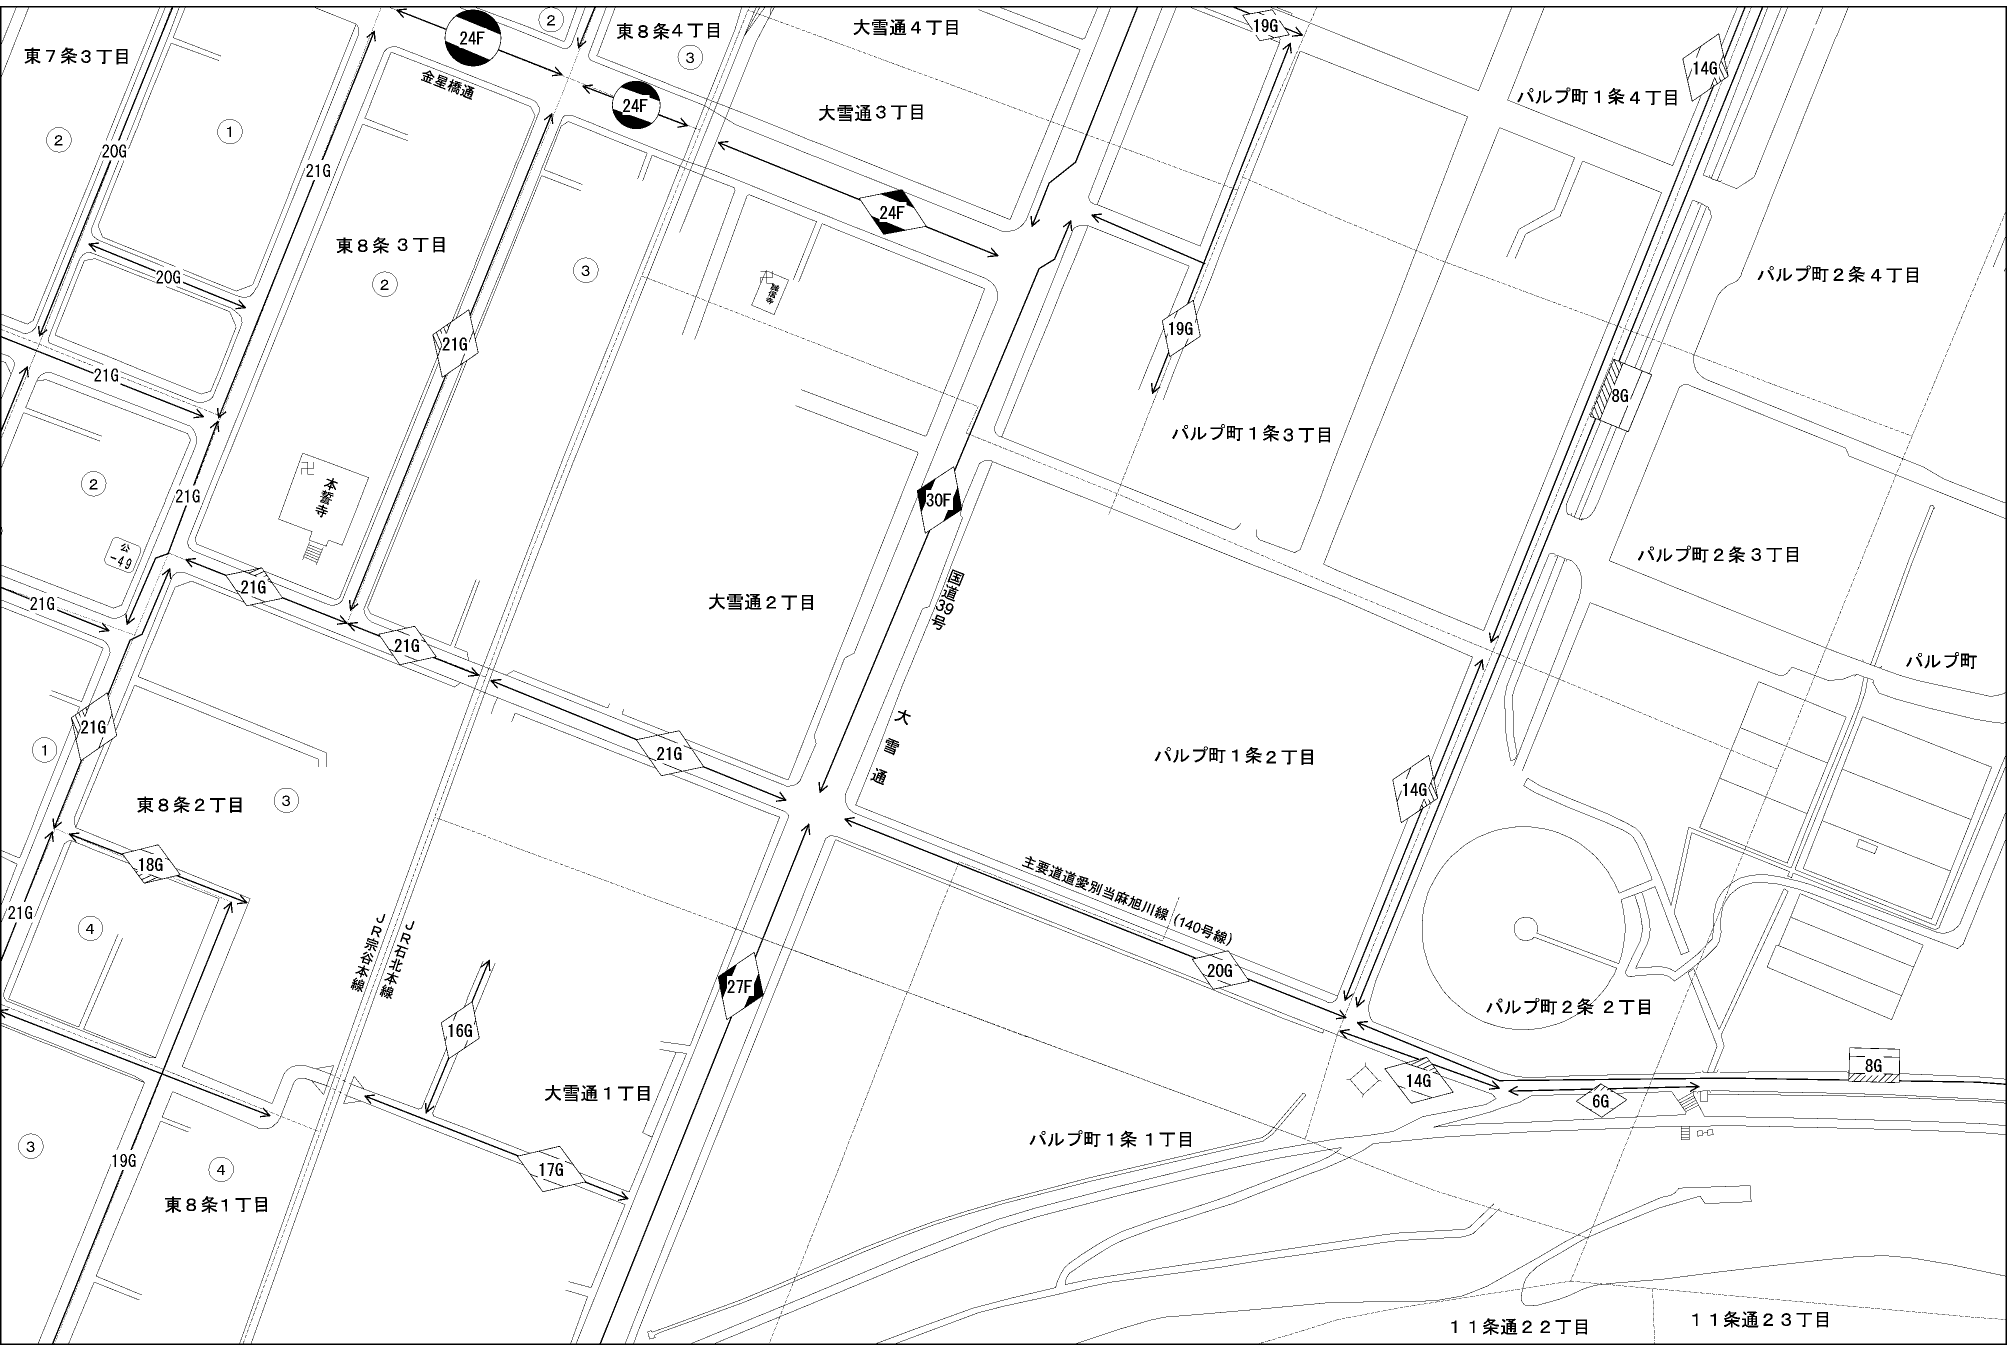 24F
②
東８条４丁目
③
大雪通４丁目
19G
14G
東７条３丁目
金星橋通
24F
大雪通３丁目
パルプ町１条４丁目
②
20G
①
21G
24F
東８条３丁目
②
③
20G
誠信寺
パルプ町２条４丁目
19G
21G
21G
8G
パルプ町１条３丁目
②
21G
本誓寺
公
-49
30F
パルプ町２条３丁目
21G
21G
大雪通２丁目
国道39号
21G
パルプ町
①
21G
21G
大雪通
パルプ町１条２丁目
14G
東８条２丁目
③
18G
主要道道愛別当麻旭川線（140号線）
21G
④
ＪＲ宗谷本線
ＪＲ石北本線
20G
27F
16G
パルプ町２条２丁目
大雪通１丁目
14G
8G
6G
パルプ町１条１丁目
③
19G
④
17G
東８条１丁目
１１条通２２丁目
１１条通２３丁目